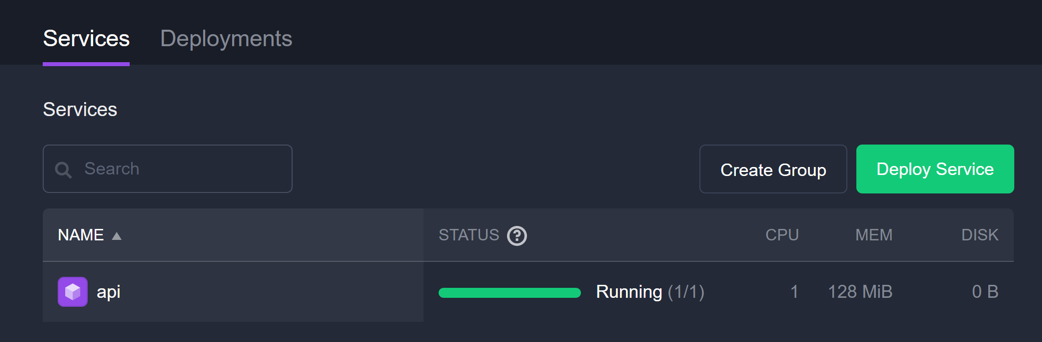 Services Deployments
Services
Search Create Group Deploy Service
NAME STATUS ? CPU MEM DISK
api Running (1/1) 1 128 MiB 0 B